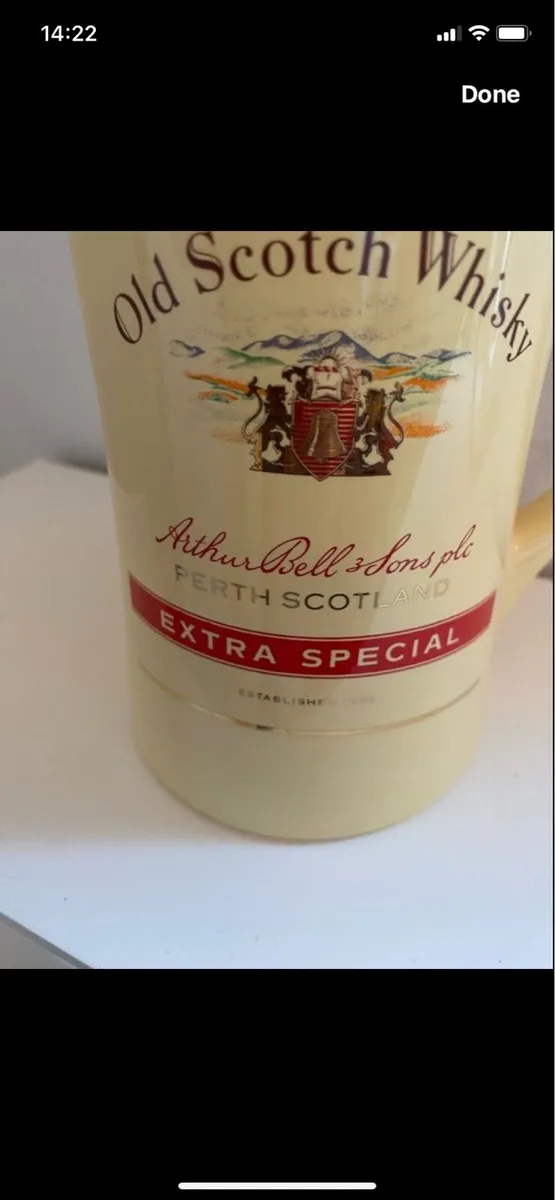 14:22
Done
Old Scotch Whisky
Arthur Bell & Sons plc
PERTH SCOTLAND
EXTRA SPECIAL
ESTABLISHED